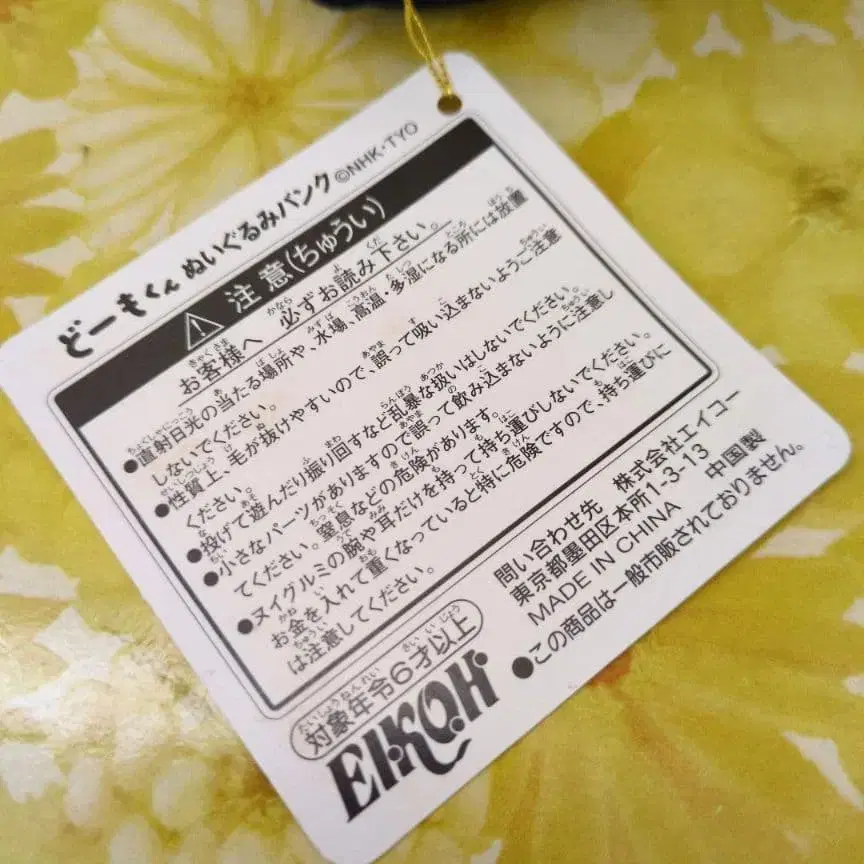 どーもくん ぬいぐるみバンク ©NHK・TYO
注意(ちゅうい)
お客様へ 必ずお読み下さい。
●直射日光の当たる場所や、水場、高温・多湿になる所には放置
しないでください。
●性質上、毛が抜けやすいので、誤って吸い込まないようご注意
ください。
●投げて遊んだり振り回すなど乱暴な扱いはしないでください。
●小さなパーツがありますので誤って飲み込まないように注意し
てください。窒息などの危険があります。
●ヌイグルミの腕や耳だけを持って持ち運びしないでください。
お金を入れて重くなっていると特に危険ですので、持ち運びに
は注意してください。
対象年令6才以上
EIKOH
問い合わせ先 株式会社エイコー
東京都墨田区本所1-3-13
MADE IN CHINA 中国製
●この商品は一般市販されておりません。